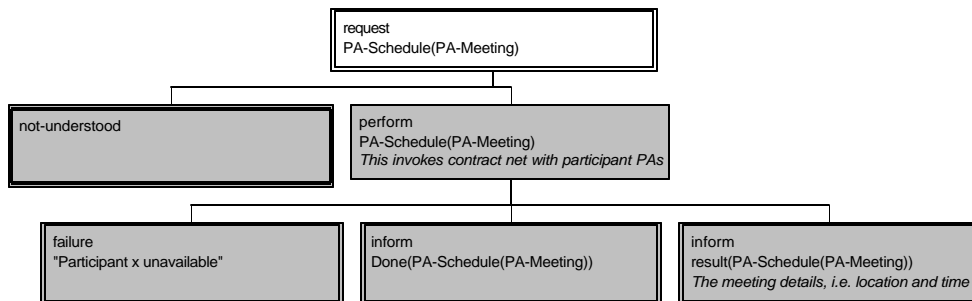 request
PA-Schedule(PA-Meeting)
not-understood
perform
PA-Schedule(PA-Meeting)
This invokes contract net with participant PAs
failure
"Participant x unavailable"
inform
Done(PA-Schedule(PA-Meeting))
inform
result(PA-Schedule(PA-Meeting))
The meeting details, i.e. location and time